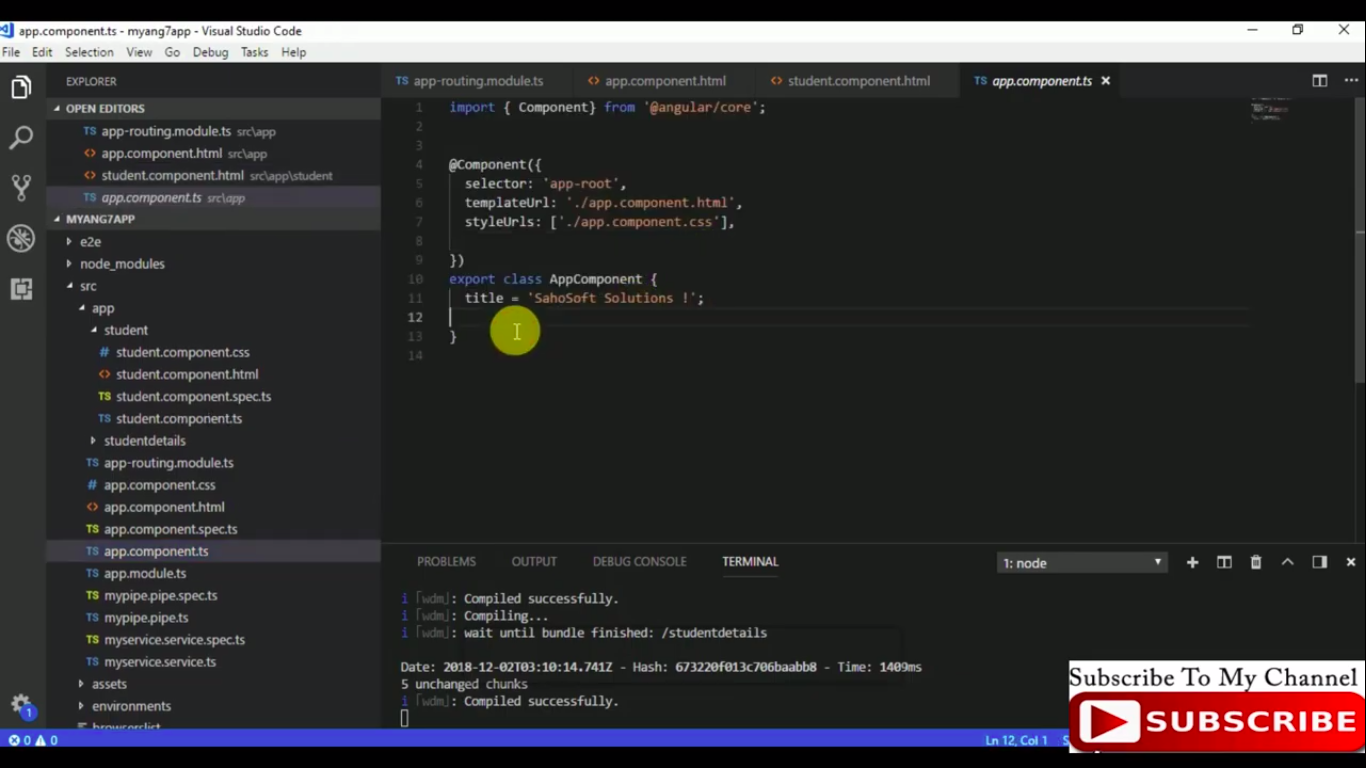 app.component.ts - myang7app - Visual Studio Code
File Edit Selection View Go Debug Tasks Help
EXPLORER
OPEN EDITORS
TS app-routing.module.ts src\app
<> app.component.html src\app
<> student.component.html src\app\student
TS app.component.ts src\app
MYANG7APP
e2e
node_modules
src
app
student
# student.component.css
<> student.component.html
TS student.component.spec.ts
TS student.component.ts
studentdetails
TS app-routing.module.ts
# app.component.css
<> app.component.html
TS app.component.spec.ts
TS app.component.ts
TS app.module.ts
TS mypipe.pipe.spec.ts
TS mypipe.pipe.ts
TS myservice.service.spec.ts
TS myservice.service.ts
assets
environments
browserslist
1
TS app-routing.module.ts <> app.component.html <> student.component.html TS app.component.ts
1 import { Component} from '@angular/core';
2
3
4 @Component({
5 selector: 'app-root',
6 templateUrl: './app.component.html',
7 styleUrls: ['./app.component.css'],
8
9 })
10 export class AppComponent {
11 title = 'SahoSoft Solutions !';
12
13 }
14
PROBLEMS OUTPUT DEBUG CONSOLE TERMINAL 1: node
i ｢wdm｣: Compiled successfully.
i ｢wdm｣: Compiling...
i ｢wdm｣: wait until bundle finished: /studentdetails
Date: 2018-12-02T03:10:14.741Z - Hash: 673220f013c706baabb8 - Time: 1409ms
5 unchanged chunks
i ｢wdm｣: Compiled successfully.
0 0 Ln 12, Col 1
Subscribe To My Channel
SUBSCRIBE